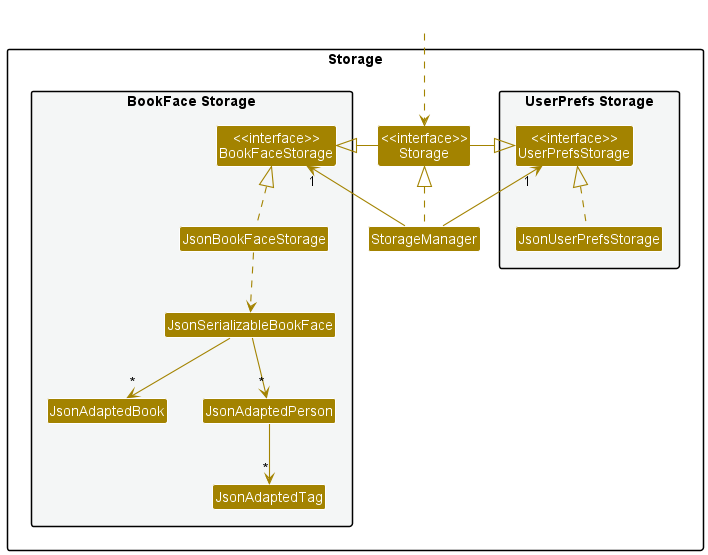 Storage
BookFace Storage
UserPrefs Storage
<<interface>>
BookFaceStorage
<<interface>>
Storage
<<interface>>
UserPrefsStorage
1
1
JsonBookFaceStorage
StorageManager
JsonUserPrefsStorage
JsonSerializableBookFace
*
*
JsonAdaptedBook
JsonAdaptedPerson
*
JsonAdaptedTag